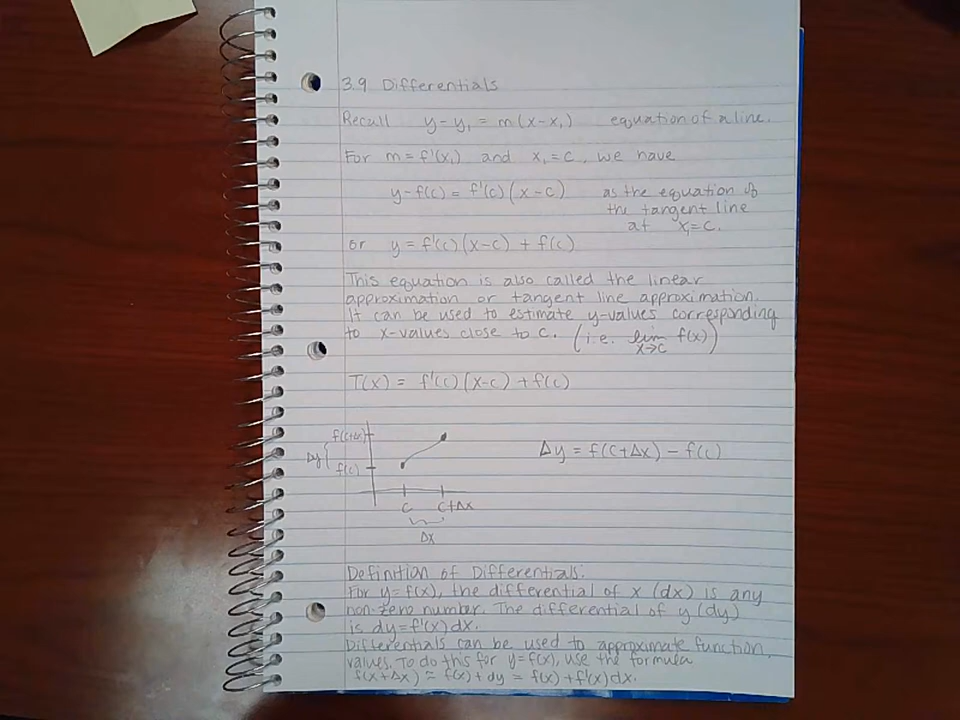 3.9 Differentials
Recall y - y₁ = m(x - x₁) equation of a line.
For m = f'(x₁) and x₁ = c, we have
y - f(c) = f'(c)(x - c) as the equation of
the tangent line
at x₁ = c.
or y = f'(c)(x - c) + f(c)
This equation is also called the linear
approximation or tangent line approximation.
It can be used to estimate y-values corresponding
to x-values close to c. (i.e. lim x→c f(x))
T(x) = f'(c)(x - c) + f(c)
f(c+Δx)
Δy
f(c)
Δy = f(c+Δx) - f(c)
c c+Δx
Δx
Definition of Differentials.
For y = f(x), the differential of x (dx) is any
non-zero number. The differential of y (dy)
is dy = f'(x)dx.
Differentials can be used to approximate function
values. To do this for y = f(x), use the formula
f(x+Δx) ≈ f(x) + dy = f(x) + f'(x)dx.